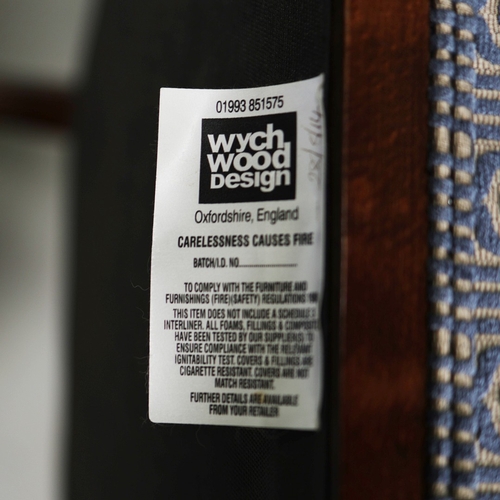 01993 851575
wych
wood
Design
Oxfordshire, England
CARELESSNESS CAUSES FIRE
BATCH/I.D. NO
TO COMPLY WITH THE FURNITURE AND
FURNISHINGS (FIRE)(SAFETY) REGULATIONS
THIS ITEM DOES NOT INCLUDE A SCHEDULE
INTERLINER. ALL FOAMS, FILLINGS & COMPOSITES
HAVE BEEN TESTED BY OUR SUPPLIER(S) TO
ENSURE COMPLIANCE WITH THE RELEVANT
IGNITABILITY TEST. COVERS & FILLINGS ARE
CIGARETTE RESISTANT. COVERS ARE NOT
MATCH RESISTANT.
FURTHER DETAILS ARE AVAILABLE
FROM YOUR RETAILER